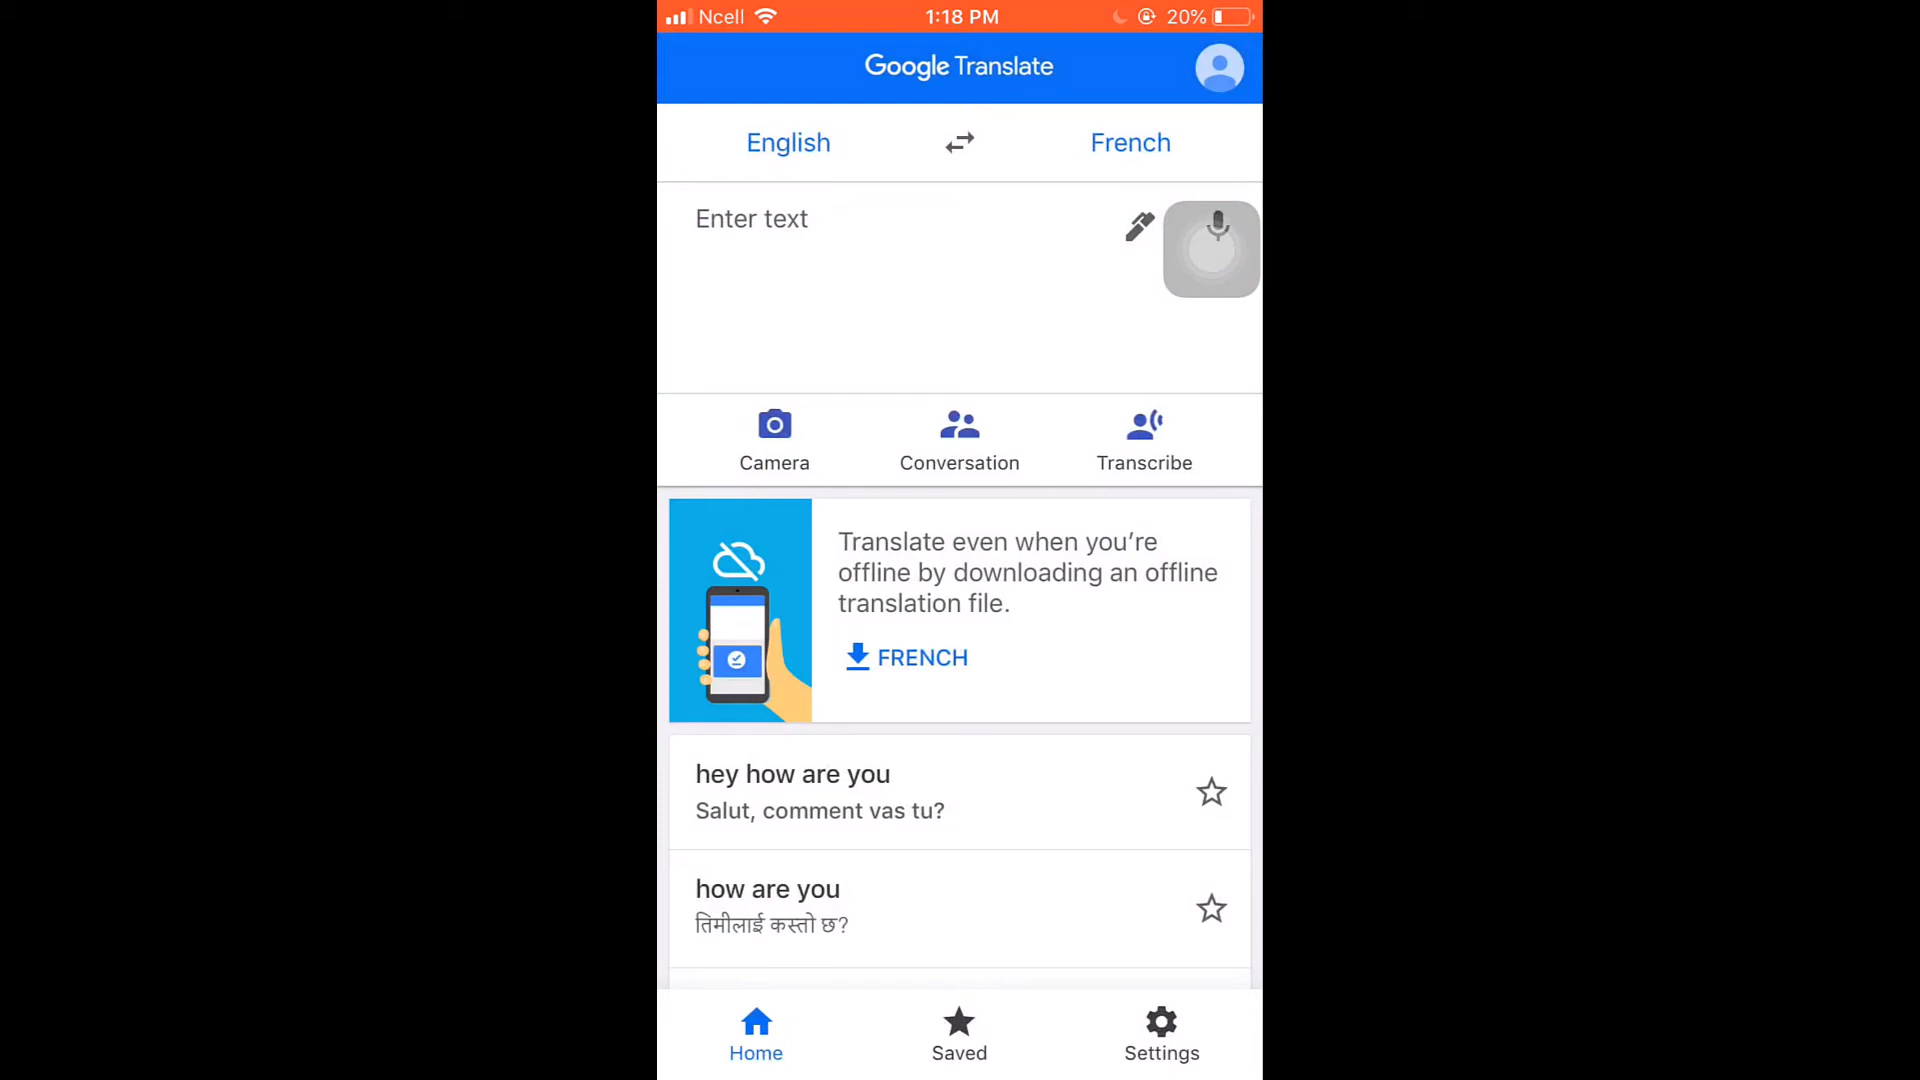 Ncell
1:18 PM
20%
Google Translate
English
French
Enter text
Camera
Conversation
Transcribe
Translate even when you’re
offline by downloading an offline
translation file.
FRENCH
hey how are you
Salut, comment vas tu?
how are you
तिमीलाई कस्तो छ?
Home
Saved
Settings